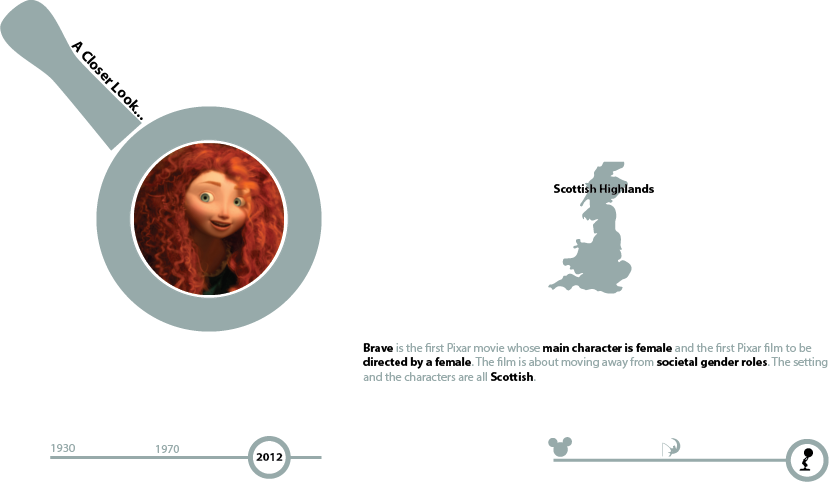 A Closer Look...
Scottish Highlands
Brave is the first Pixar movie whose main character is female and the first Pixar film to be
directed by a female. The film is about moving away from societal gender roles. The setting
and the characters are all Scottish.
1930
1970
2012